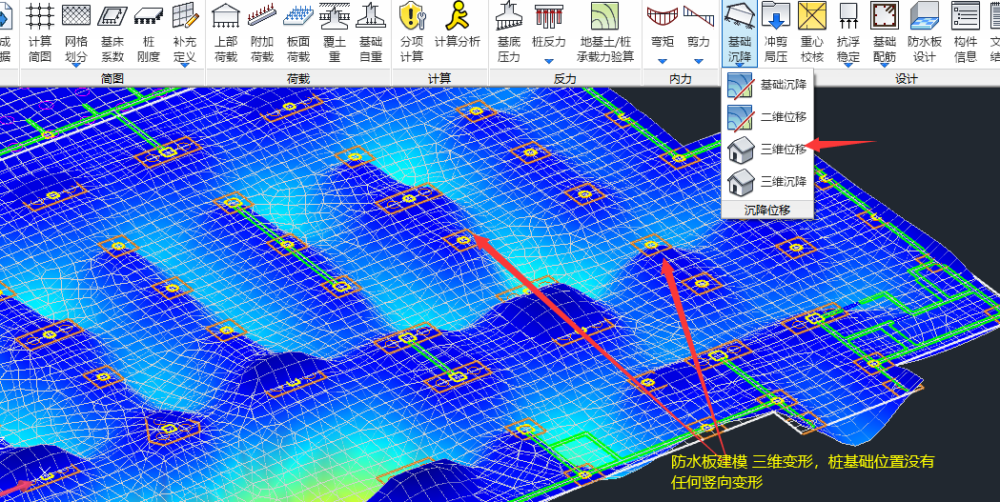 成 计算 网格 基床 桩 补充 上部 附加 板面 覆土 基础 分项 计算分析 基底 桩反力 地基土/桩 弯矩 剪力 基础 冲剪 重心 抗浮 基础 防水板 构件 文
据 简图 划分 系数 刚度 定义 荷载 荷载 荷载 重 自重 计算 压力 承载力验算 沉降 局压 校核 稳定 配筋 设计 信息 结
简图 荷载 计算 反力 内力 设计
基础沉降
二维位移
三维位移
三维沉降
沉降位移
防水板建模 三维变形，桩基础位置没有
任何竖向变形